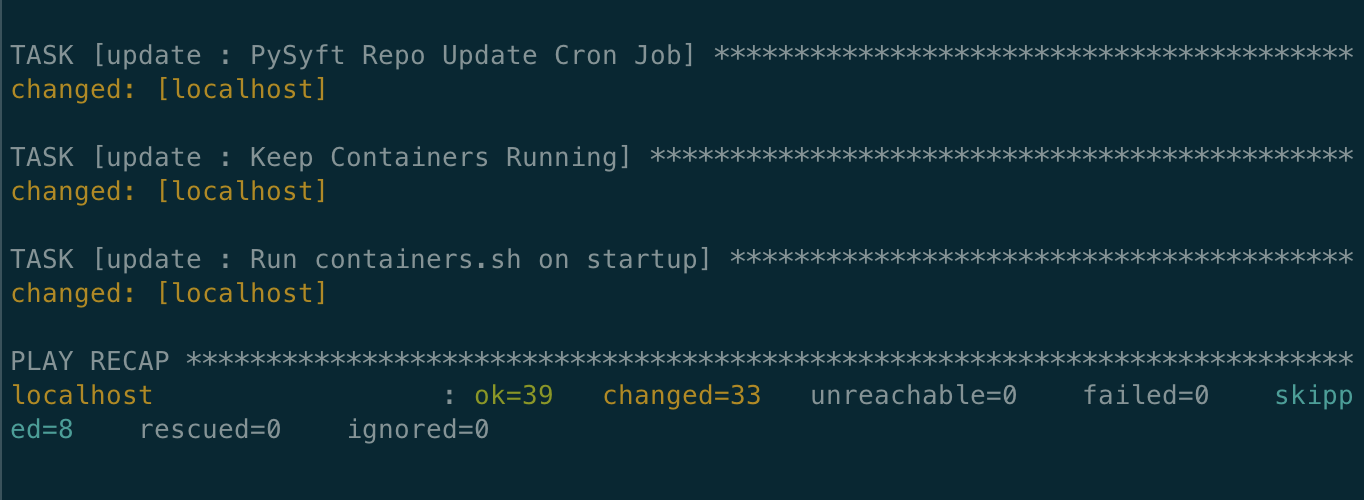 TASK [update : PySyft Repo Update Cron Job] ****************************************
changed: [localhost]
TASK [update : Keep Containers Running] ********************************************
changed: [localhost]
TASK [update : Run containers.sh on startup] ***************************************
changed: [localhost]
PLAY RECAP *************************************************************************
localhost                  : ok=39   changed=33   unreachable=0    failed=0    skipp
ed=8    rescued=0    ignored=0